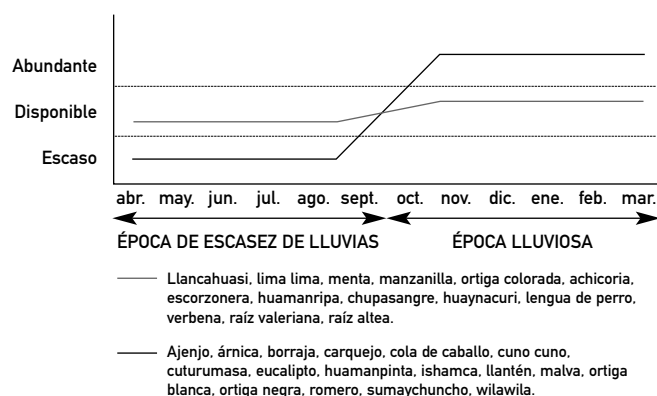 Abundante
Disponible
Escaso
abr. may. jun. jul. ago. sept. oct. nov. dic. ene. feb. mar.
ÉPOCA DE ESCASEZ DE LLUVIAS ÉPOCA LLUVIOSA
Llancahuasi, lima lima, menta, manzanilla, ortiga colorada, achicoria,
escorzonera, huamanripa, chupasangre, huaynacuri, lengua de perro,
verbena, raíz valeriana, raíz altea.
Ajenjo, árnica, borraja, carquejo, cola de caballo, cuno cuno,
cuturumasa, eucalipto, huamanpinta, ishamca, llantén, malva, ortiga
blanca, ortiga negra, romero, sumaychuncho, wilawila.